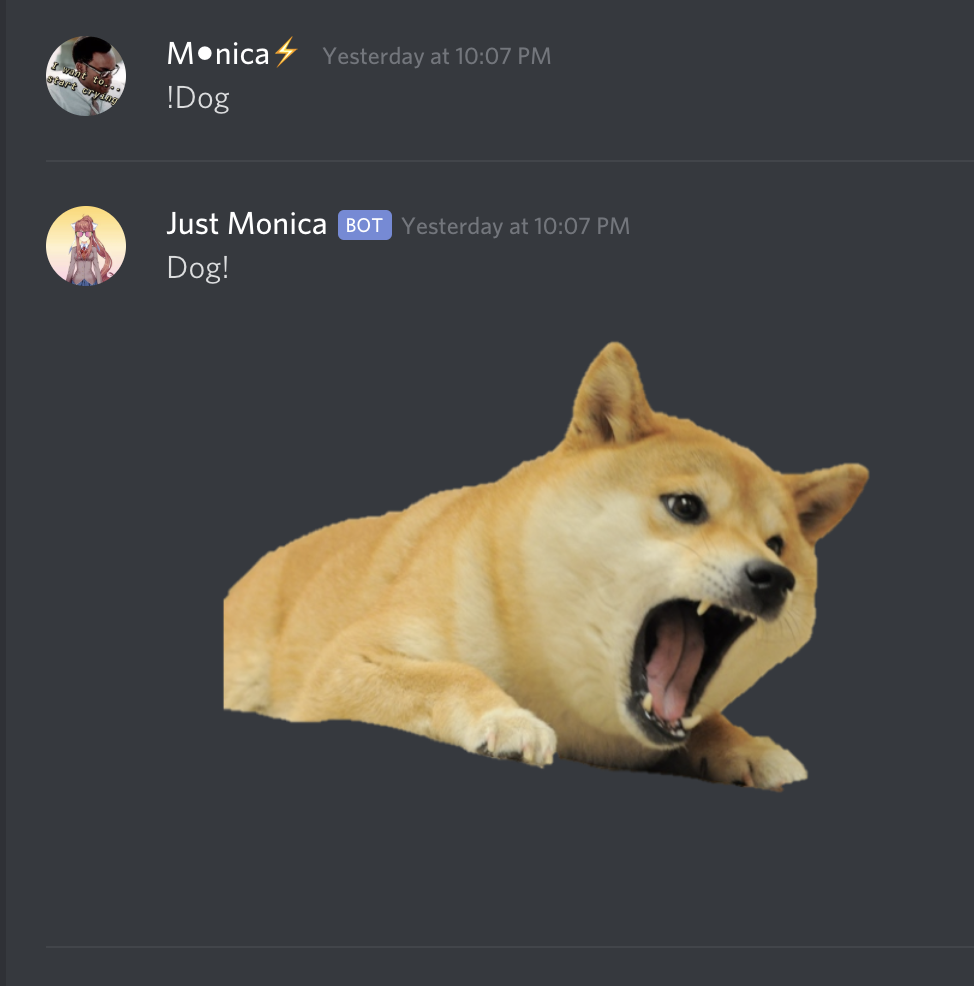 M●nica⚡ Yesterday at 10:07 PM
I want to...
start crying
!Dog
Just Monica BOT Yesterday at 10:07 PM
Dog!